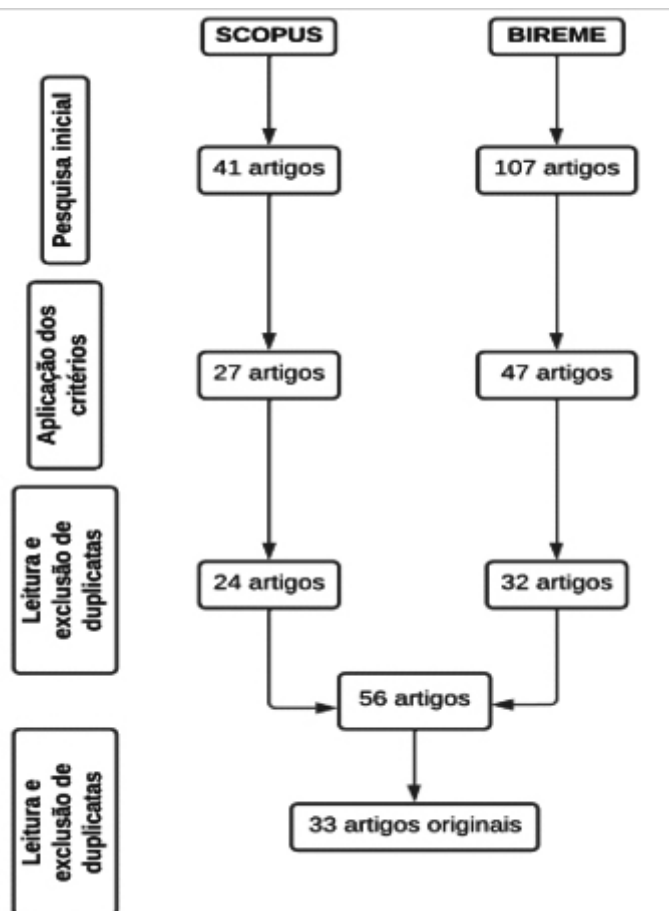 SCOPUS
BIREME
Pesquisa inicial
41 artigos
107 artigos
Aplicação dos
critérios
27 artigos
47 artigos
Leitura e
exclusão de
duplicatas
24 artigos
32 artigos
56 artigos
Leitura e
exclusão de
duplicatas
33 artigos originais